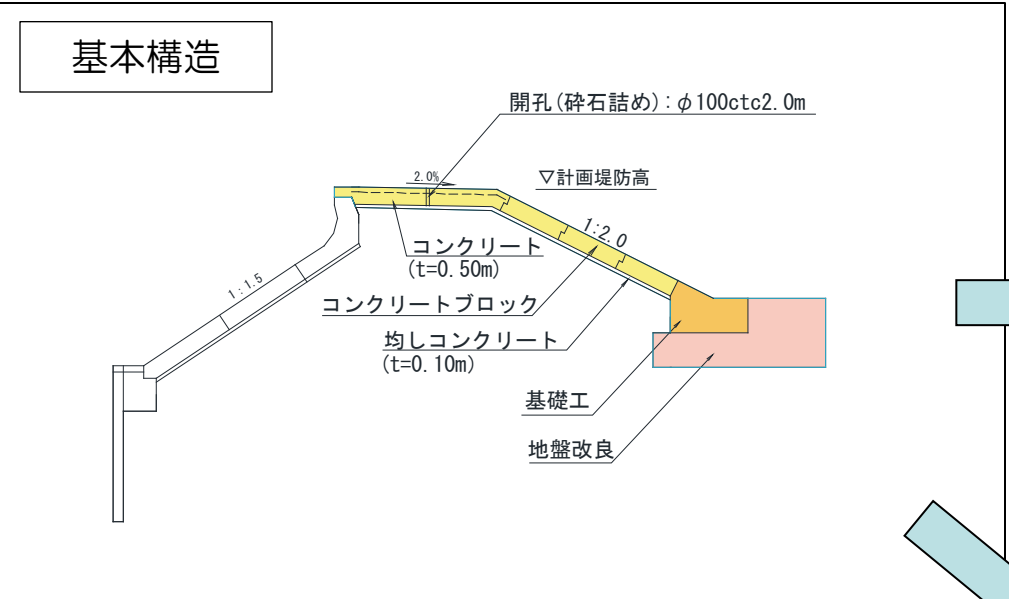 基本構造
開孔(砕石詰め):φ100ctc2.0m
2.0%
▽計画堤防高
1:2.0
コンクリート
(t=0.50m)
1:1.5
コンクリートブロック
均しコンクリート
(t=0.10m)
基礎工
地盤改良